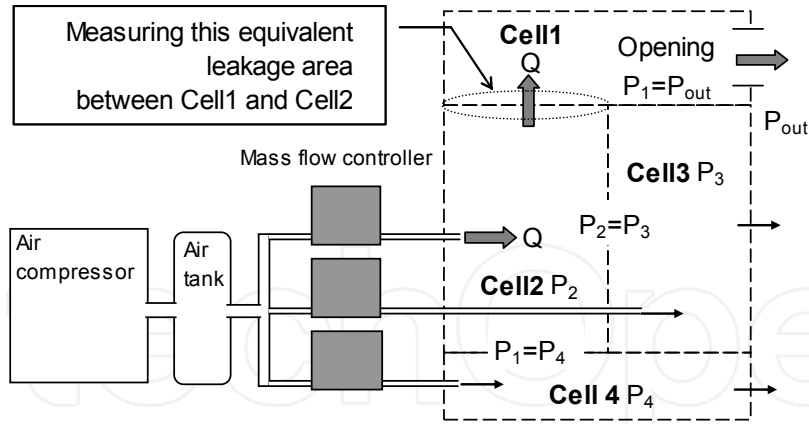 Measuring this equivalent
leakage area
between Cell1 and Cell2
Cell1
Q
Opening
P₁=Pout
Pout
Mass flow controller
Cell3 P₃
Air
compressor
Air
tank
Q
P₂=P₃
Cell2 P₂
P₁=P₄
Cell 4 P₄
techOpe